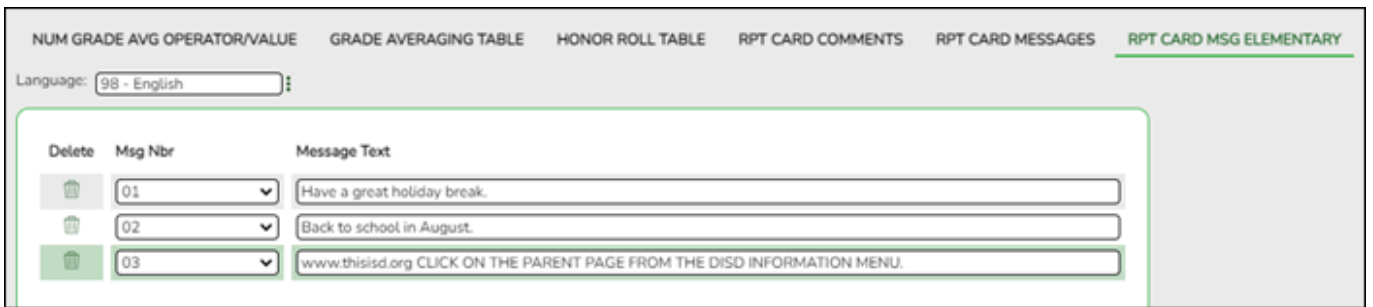 NUM GRADE AVG OPERATOR/VALUE GRADE AVERAGING TABLE HONOR ROLL TABLE RPT CARD COMMENTS RPT CARD MESSAGES RPT CARD MSG ELEMENTARY
Language: 98 - English
Delete Msg Nbr Message Text
01 Have a great holiday break.
02 Back to school in August.
03 www.thisisd.org CLICK ON THE PARENT PAGE FROM THE DISD INFORMATION MENU.